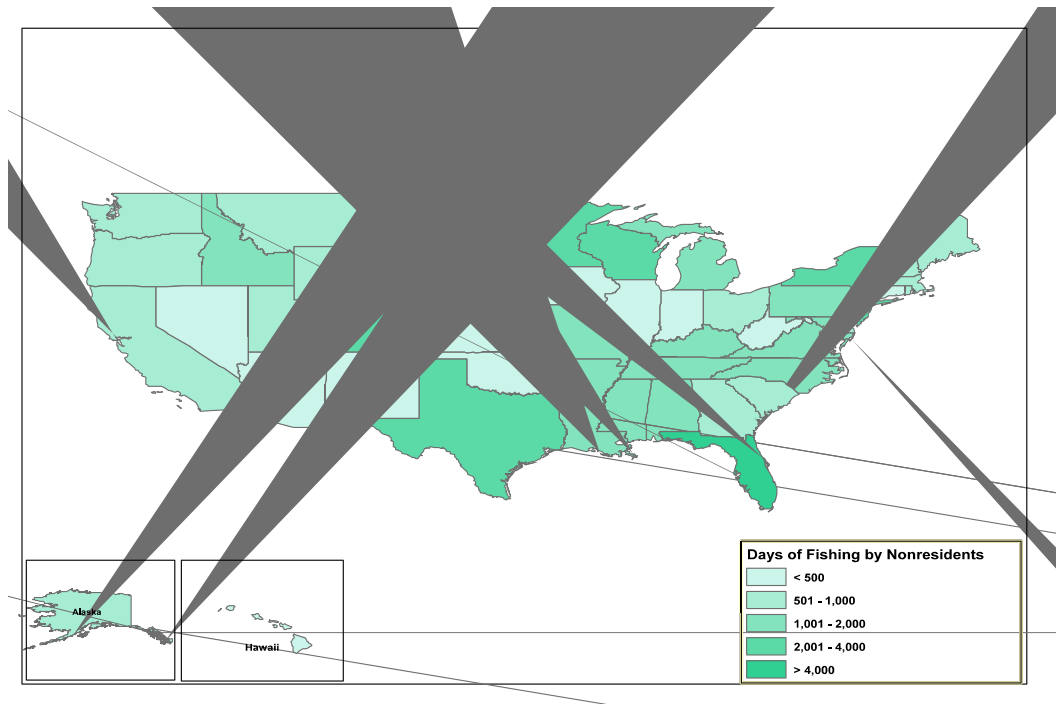 Alaska
Hawaii
Days of Fishing by Nonresidents
< 500
501 - 1,000
1,001 - 2,000
2,001 - 4,000
> 4,000